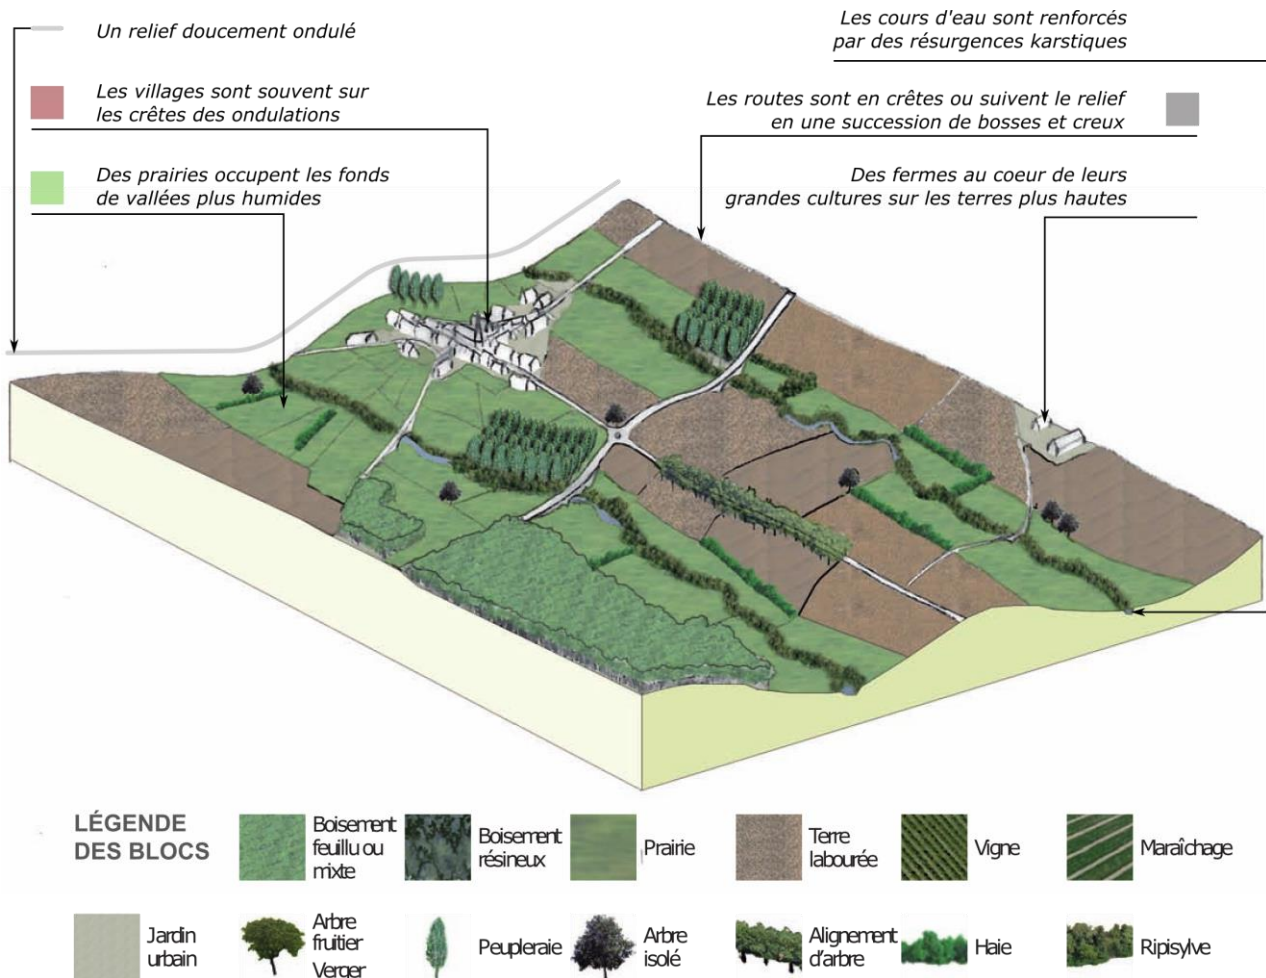 Un relief doucement ondulé
Les villages sont souvent sur
les crêtes des ondulations
Des prairies occupent les fonds
de vallées plus humides
Les cours d'eau sont renforcés
par des résurgences karstiques
Les routes sont en crêtes ou suivent le relief
en une succession de bosses et creux
Des fermes au coeur de leurs
grandes cultures sur les terres plus hautes
LÉGENDE
DES BLOCS
Boisement
feuillu ou
mixte
Boisement
résineux
Prairie
Terre
labourée
Vigne
Maraîchage
Jardin
urbain
Arbre
fruitier
Verger
Peupleraie
Arbre
isolé
Alignement
d'arbre
Haie
Ripisylve